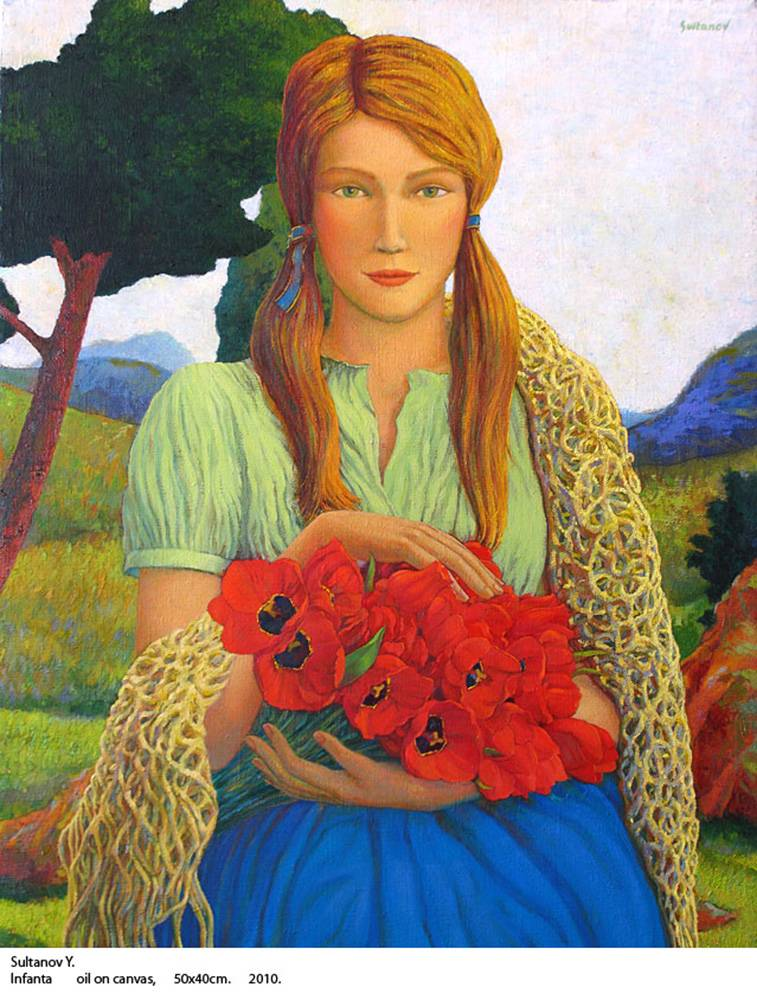 Sultanov
Sultanov Y.
Infanta oil on canvas, 50x40cm. 2010.